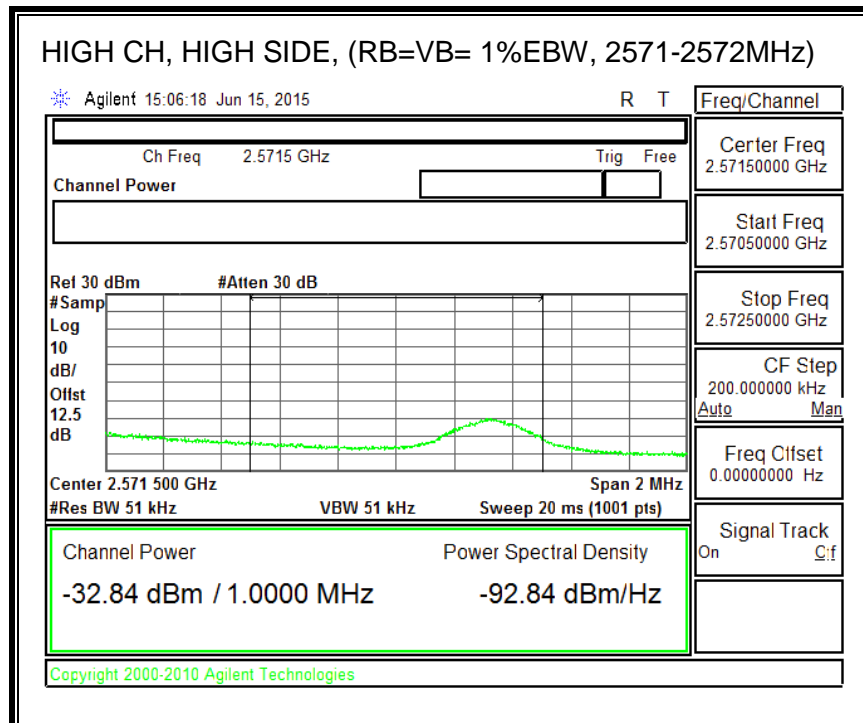 HIGH CH, HIGH SIDE, (RB=VB= 1%EBW, 2571-2572MHz)
Agilent 15:06:18 Jun 15, 2015 R T
Freq/Channel
Ch Freq 2.5715 GHz Trig Free
Channel Power
Center Freq
2.57150000 GHz
Start Freq
2.57050000 GHz
Stop Freq
2.57250000 GHz
CF Step
200.000000 kHz
Auto Man
Freq Offset
0.00000000 Hz
Signal Track
On Off
Ref 30 dBm #Atten 30 dB
#Samp
Log
10
dB/
Offst
12.5
dB
Center 2.571 500 GHz Span 2 MHz
#Res BW 51 kHz VBW 51 kHz Sweep 20 ms (1001 pts)
Channel Power Power Spectral Density
-32.84 dBm / 1.0000 MHz -92.84 dBm/Hz
Copyright 2000-2010 Agilent Technologies